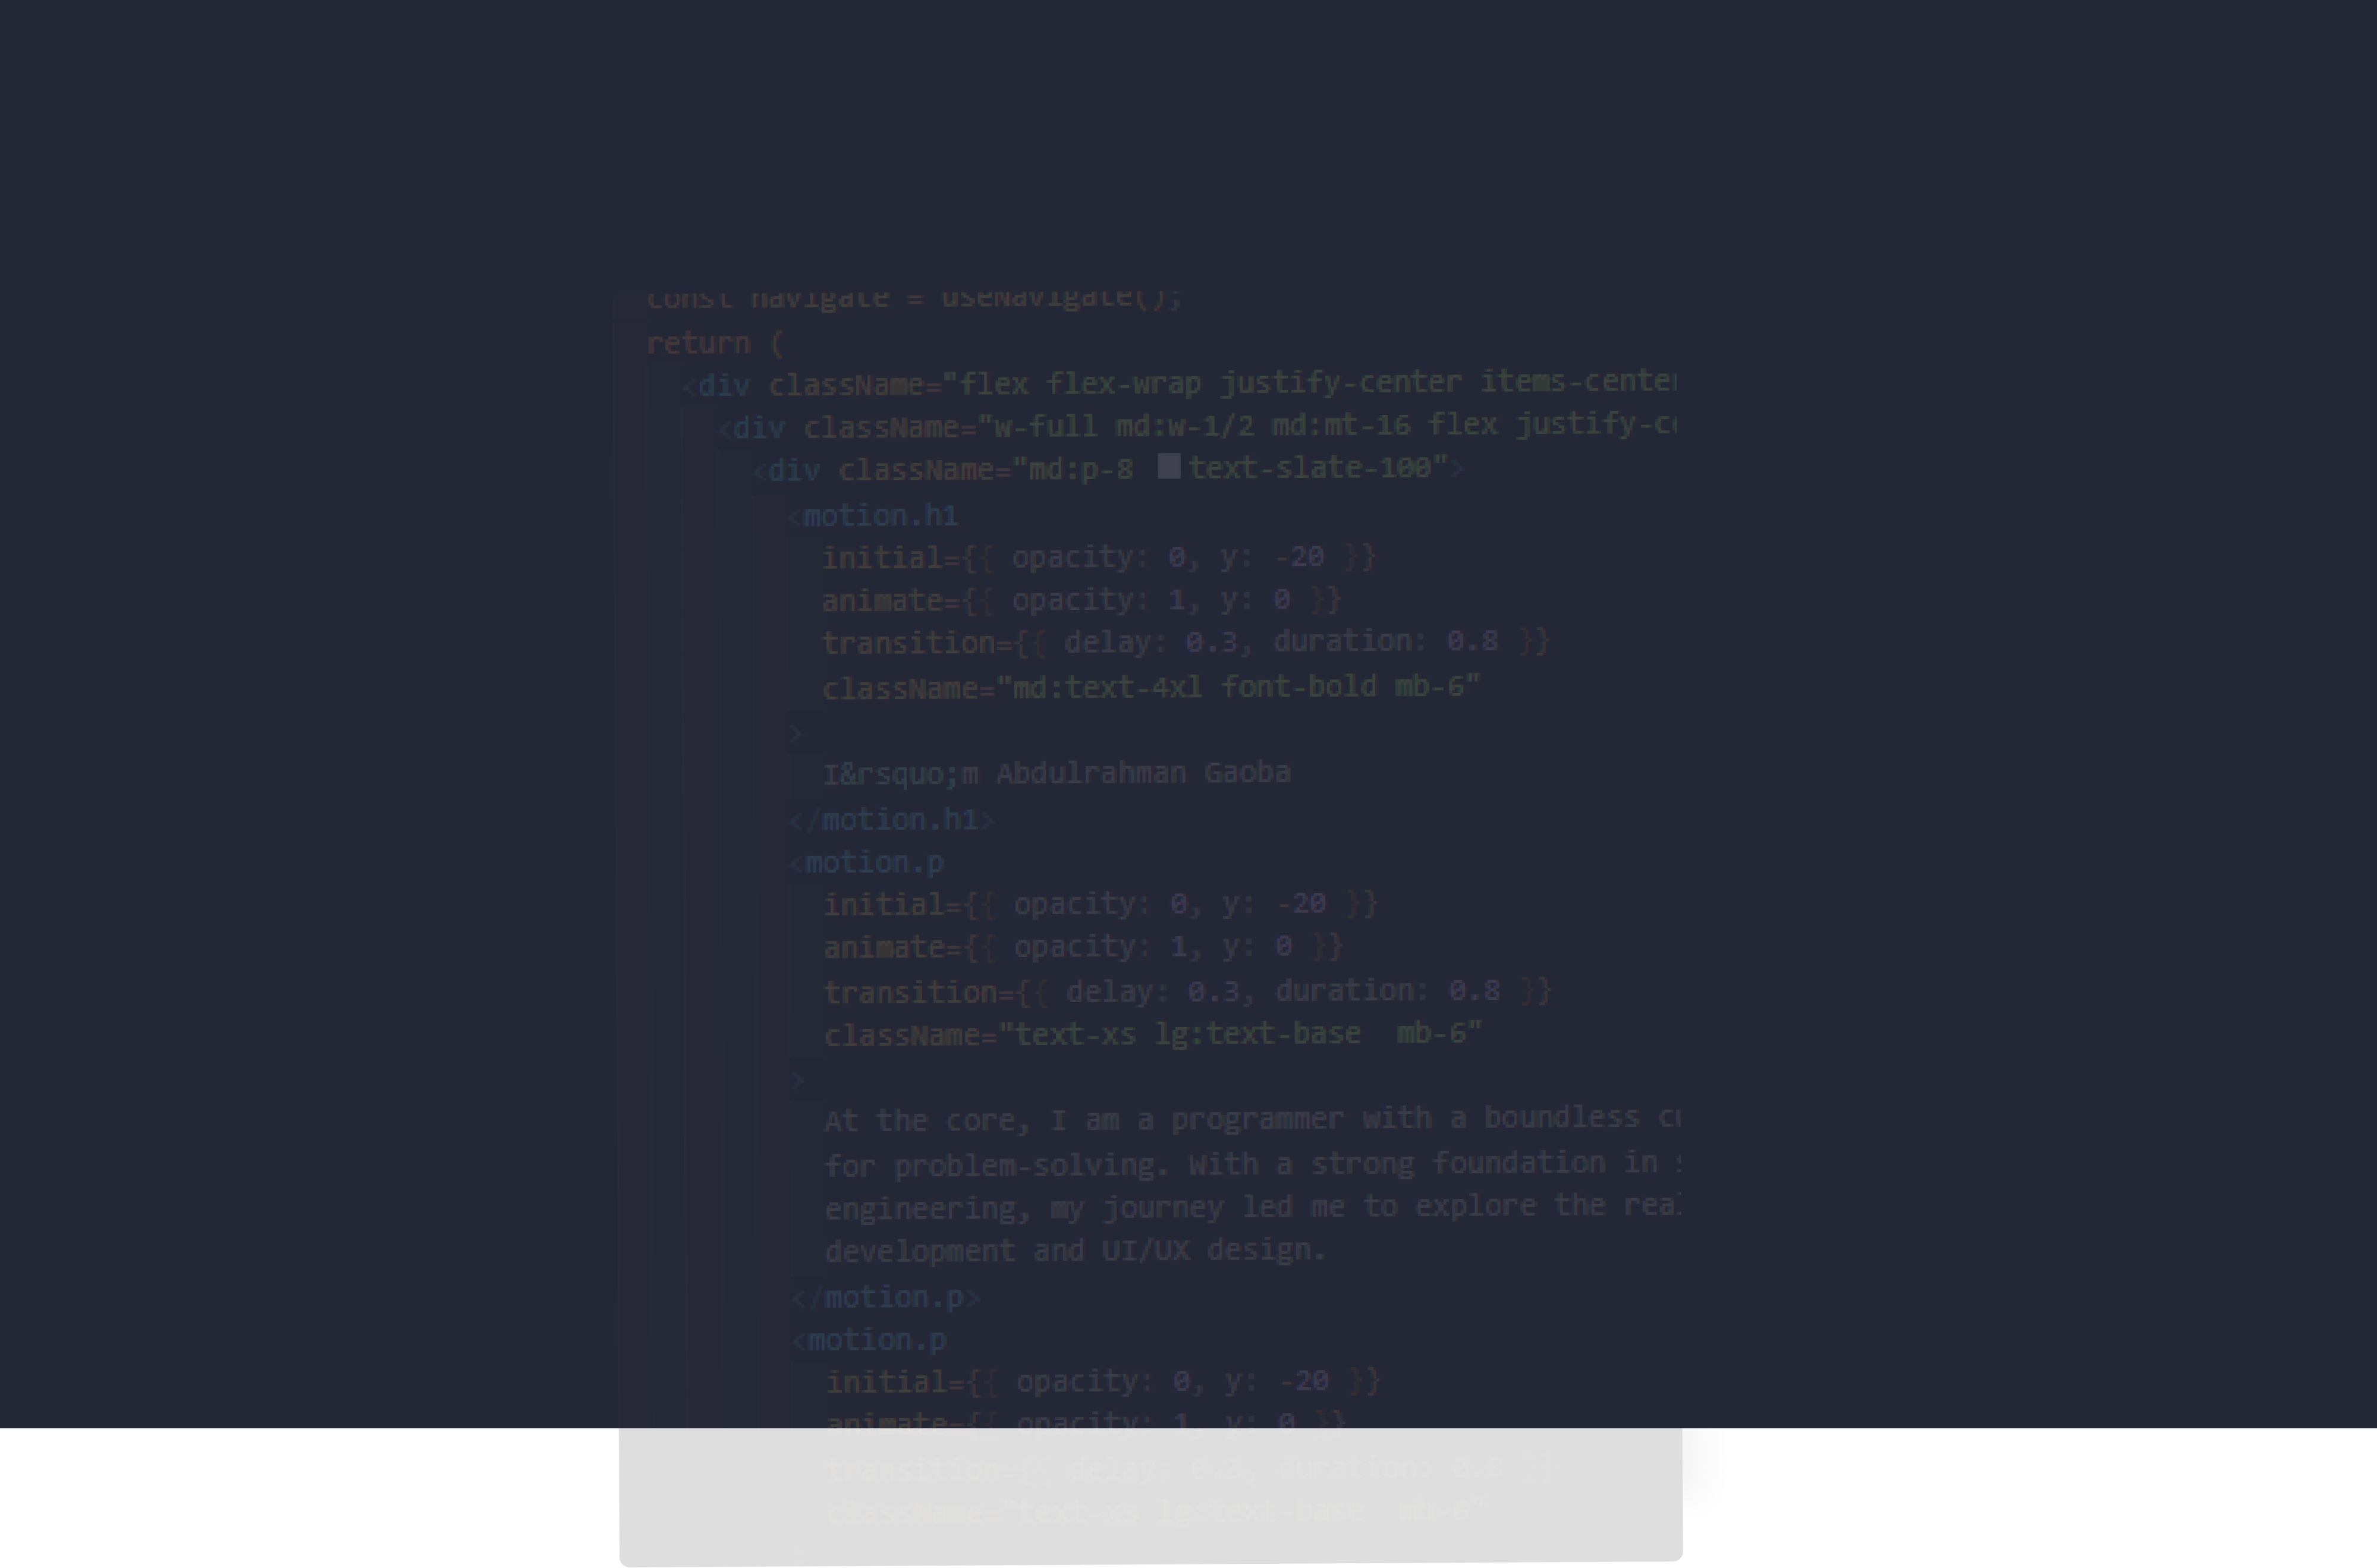 const navigate = useNavigate();
return (
<div className="flex flex-wrap justify-center items-center
<div className="w-full md:w-1/2 md:mt-16 flex justify-c
<div className="md:p-8 text-slate-100">
<motion.h1
initial={{ opacity: 0, y: -20 }}
animate={{ opacity: 1, y: 0 }}
transition={{ delay: 0.3, duration: 0.8 }}
className="md:text-4xl font-bold mb-6"
>
I&rsquo;m Abdulrahman Gaoba
</motion.h1>
<motion.p
initial={{ opacity: 0, y: -20 }}
animate={{ opacity: 1, y: 0 }}
transition={{ delay: 0.3, duration: 0.8 }}
className="text-xs lg:text-base  mb-6"
>
At the core, I am a programmer with a boundless
for problem-solving. With a strong foundation in
engineering, my journey led me to explore the
development and UI/UX design.
</motion.p>
<motion.p
initial={{ opacity: 0, y: -20 }}
animate={{ opacity: 1, y: 0 }}
transition={{ delay: 0.3, duration: 0.8 }}
className="text-xs lg:text-base  mb-6"